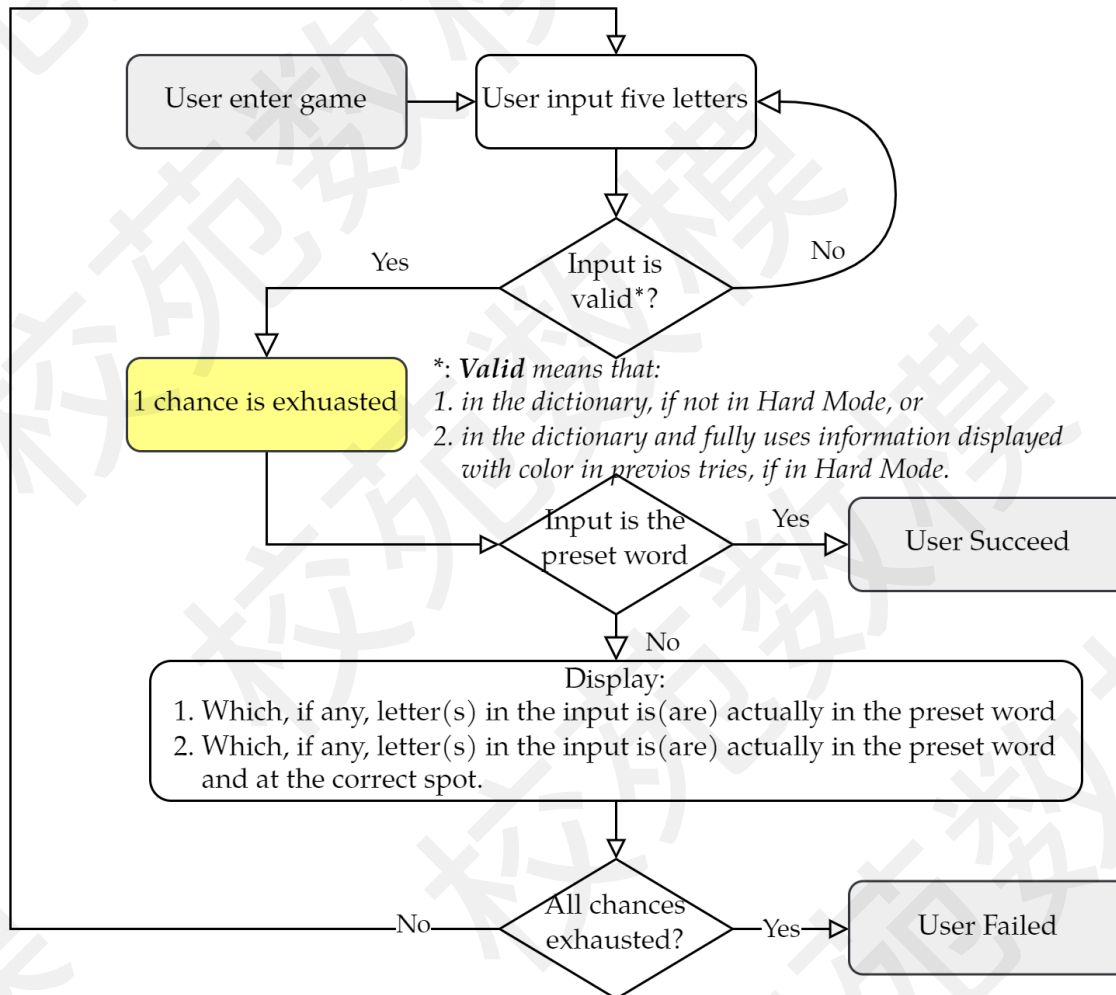 User enter game
User input five letters
Yes
Input is
valid*?
No
1 chance is exhuasted
*: Valid means that:
1. in the dictionary, if not in Hard Mode, or
2. in the dictionary and fully uses information displayed
with color in previos tries, if in Hard Mode.
Input is the
preset word
Yes
User Succeed
No
Display:
1. Which, if any, letter(s) in the input is(are) actually in the preset word
2. Which, if any, letter(s) in the input is(are) actually in the preset word
and at the correct spot.
No
All chances
exhausted?
Yes
User Failed
校苑数模